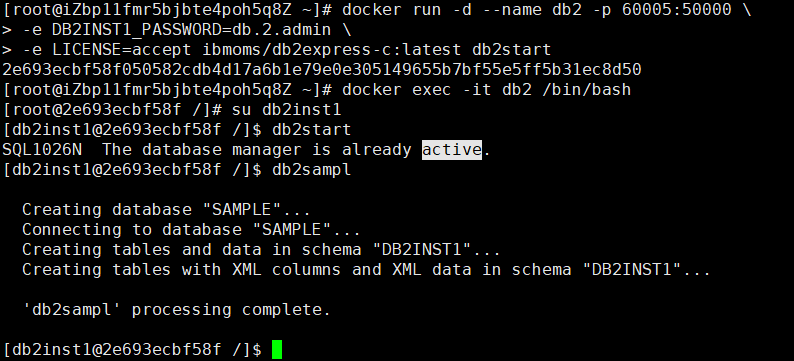 [root@iZbp11fmr5bjbte4poh5q8Z ~]# docker run -d --name db2 -p 60005:50000 \
> -e DB2INST1_PASSWORD=db.2.admin \
> -e LICENSE=accept ibmoms/db2express-c:latest db2start
2e693ecbf58f050582cdb4d17a6b1e79e0e305149655b7bf55e5ff5b31ec8d50
[root@iZbp11fmr5bjbte4poh5q8Z ~]# docker exec -it db2 /bin/bash
[root@2e693ecbf58f /]# su db2inst1
[db2inst1@2e693ecbf58f /]$ db2start
SQL1026N  The database manager is already active.
[db2inst1@2e693ecbf58f /]$ db2sampl
  Creating database "SAMPLE"...
  Connecting to database "SAMPLE"...
  Creating tables and data in schema "DB2INST1"...
  Creating tables with XML columns and XML data in schema "DB2INST1"...
  'db2sampl' processing complete.
[db2inst1@2e693ecbf58f /]$